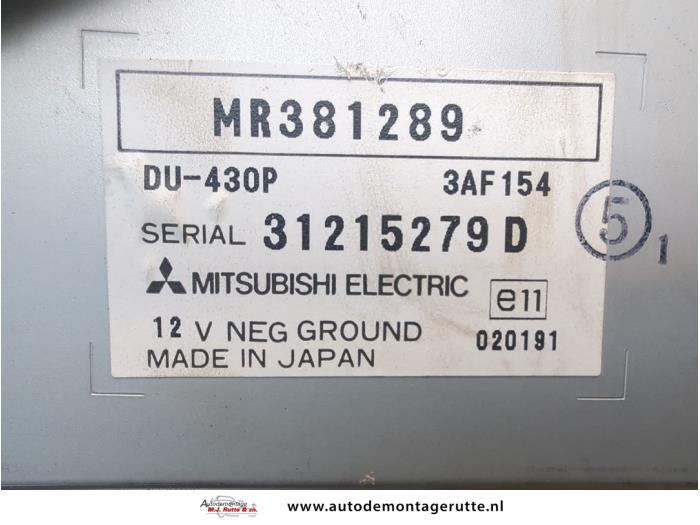 MR381289
DU-430P 3AF154
SERIAL 31215279 D
MITSUBISHI ELECTRIC
e11
12 V NEG GROUND 020191
MADE IN JAPAN
5 1
Autodemontage
M.J. Rutte & zn.
www.autodemontagerutte.nl